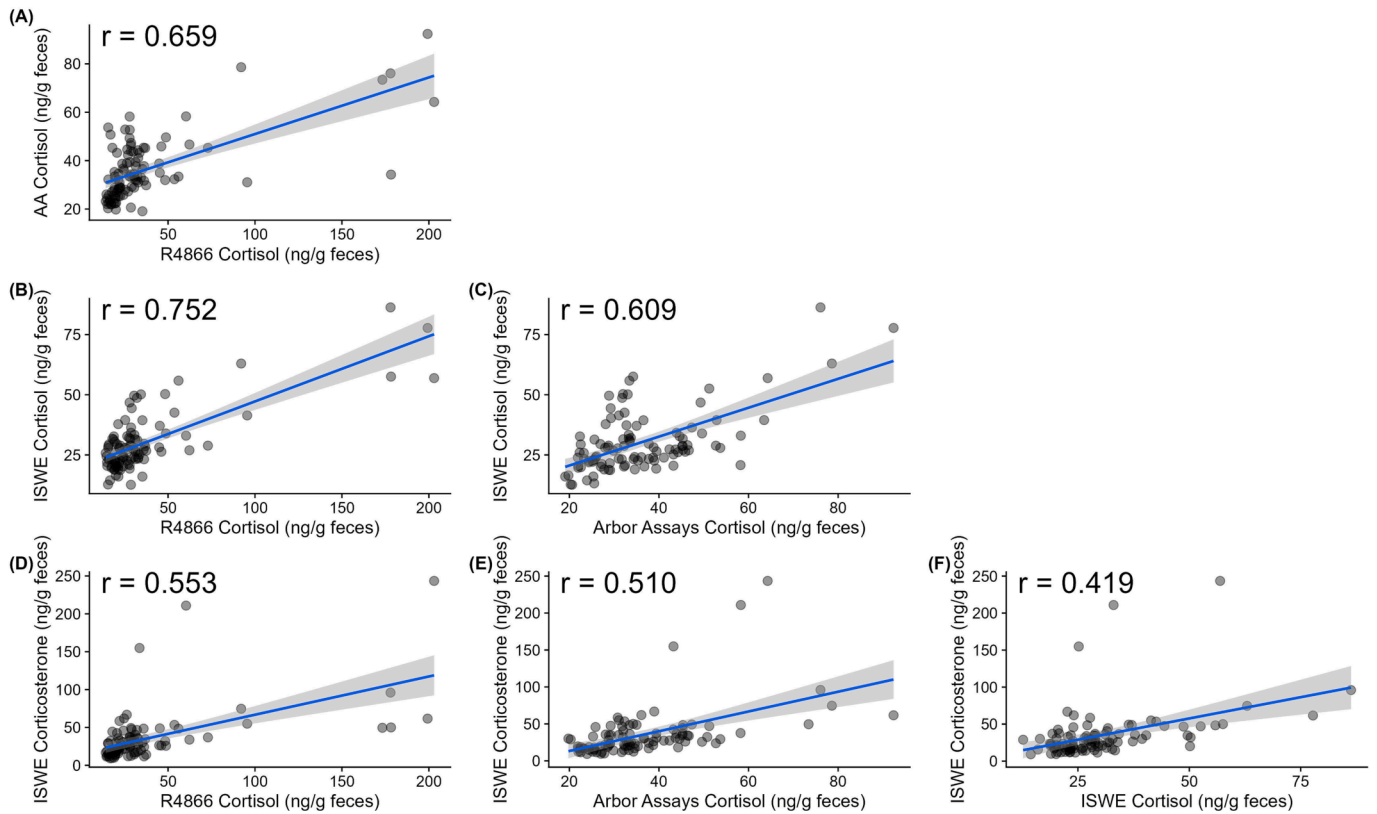 (A)
r = 0.659
AA Cortisol (ng/g feces)
80
60
40
20
50
100
150
200
R4866 Cortisol (ng/g feces)
(B)
r = 0.752
ISWE Cortisol (ng/g feces)
75
50
25
50
100
150
200
R4866 Cortisol (ng/g feces)
(C)
r = 0.609
ISWE Cortisol (ng/g feces)
75
50
25
20
40
60
80
Arbor Assays Cortisol (ng/g feces)
(D)
r = 0.553
ISWE Corticosterone (ng/g feces)
250
200
150
100
50
0
50
100
150
200
R4866 Cortisol (ng/g feces)
(E)
r = 0.510
ISWE Corticosterone (ng/g feces)
250
200
150
100
50
0
20
40
60
80
Arbor Assays Cortisol (ng/g feces)
(F)
r = 0.419
ISWE Corticosterone (ng/g feces)
250
200
150
100
50
0
25
50
75
ISWE Cortisol (ng/g feces)